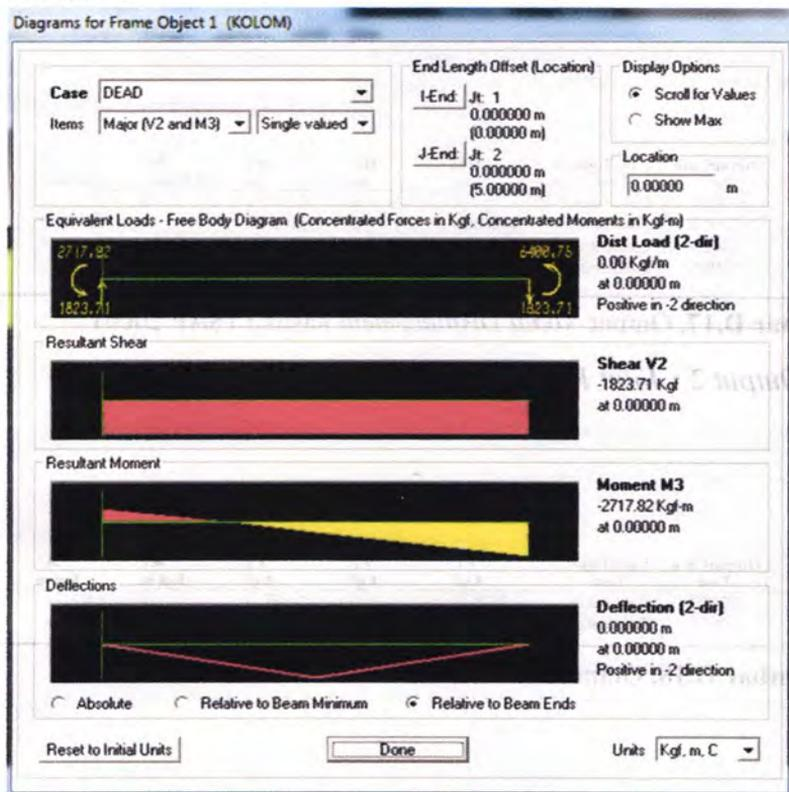 Diagrams for Frame Object 1 (KOLOM)
Case DEAD
Items Major (V2 and M3) Single valued
End Length Offset (Location)
I-End: Jt: 1
0.000000 m
(0.00000 m)
J-End: Jt: 2
0.000000 m
(5.00000 m)
Display Options
Scroll for Values
Show Max
Location
0.00000 m
Equivalent Loads - Free Body Diagram (Concentrated Forces in Kgf, Concentrated Moments in Kgf-m)
2717.82 6400.75
1823.71 1823.71
Dist Load (2-dir)
0.00 Kgf/m
at 0.00000 m
Positive in -2 direction
Resultant Shear
Shear V2
-1823.71 Kgf
at 0.00000 m
Resultant Moment
Moment M3
-2717.82 Kgf-m
at 0.00000 m
Deflections
Deflection (2-dir)
0.000000 m
at 0.00000 m
Positive in -2 direction
Absolute Relative to Beam Minimum Relative to Beam Ends
Reset to Initial Units Done Units Kgf, m, C